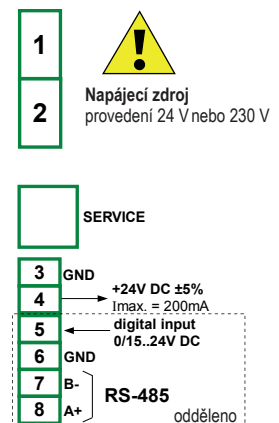 1
2
Napájecí zdroj
provedení 24 V nebo 230 V
SERVICE
3 GND
4 +24V DC ±5%
Imax. = 200mA
5 digital input
0/15..24V DC
6 GND
7 B-
8 A+
RS-485
odděleno